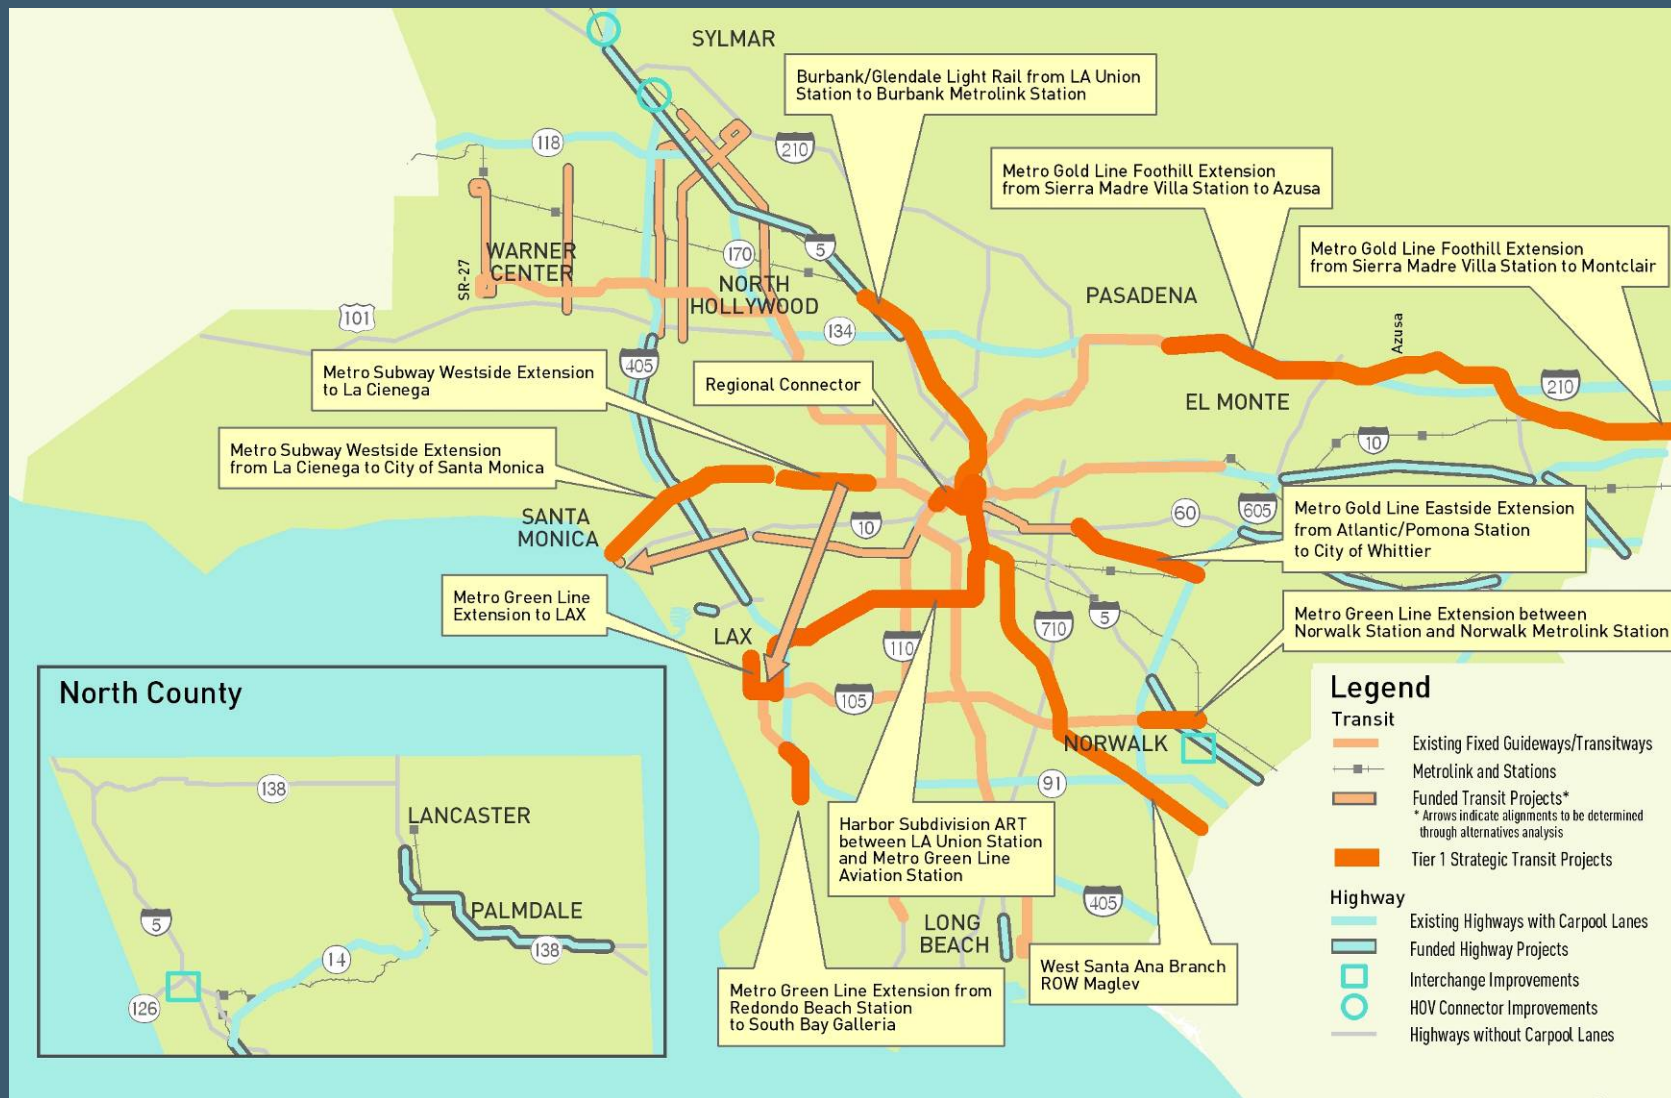 SYLMAR
Burbank/Glendale Light Rail from LA Union
Station to Burbank Metrolink Station
118
210
Metro Gold Line Foothill Extension
from Sierra Madre Villa Station to Azusa
WARNER
CENTER
SR-27
170
5
Metro Gold Line Foothill Extension
from Sierra Madre Villa Station to Montclair
NORTH
HOLLYWOOD
PASADENA
101
134
Azusa
405
Metro Subway Westside Extension
to La Cienega
Regional Connector
210
EL MONTE
10
Metro Subway Westside Extension
from La Cienega to City of Santa Monica
SANTA
MONICA
10
60
605
Metro Gold Line Eastside Extension
from Atlantic/Pomona Station
to City of Whittier
Metro Green Line
Extension to LAX
LAX
110
710
5
Metro Green Line Extension between
Norwalk Station and Norwalk Metrolink Station
105
NORWALK
91
Harbor Subdivision ART
between LA Union Station
and Metro Green Line
Aviation Station
405
LONG
BEACH
West Santa Ana Branch
ROW Maglev
Metro Green Line Extension from
Redondo Beach Station
to South Bay Galleria
North County
138
LANCASTER
5
PALMDALE
138
14
126
Legend
Transit
Existing Fixed Guideways/Transitways
Metrolink and Stations
Funded Transit Projects*
* Arrows indicate alignments to be determined
through alternatives analysis
Tier 1 Strategic Transit Projects
Highway
Existing Highways with Carpool Lanes
Funded Highway Projects
Interchange Improvements
HOV Connector Improvements
Highways without Carpool Lanes